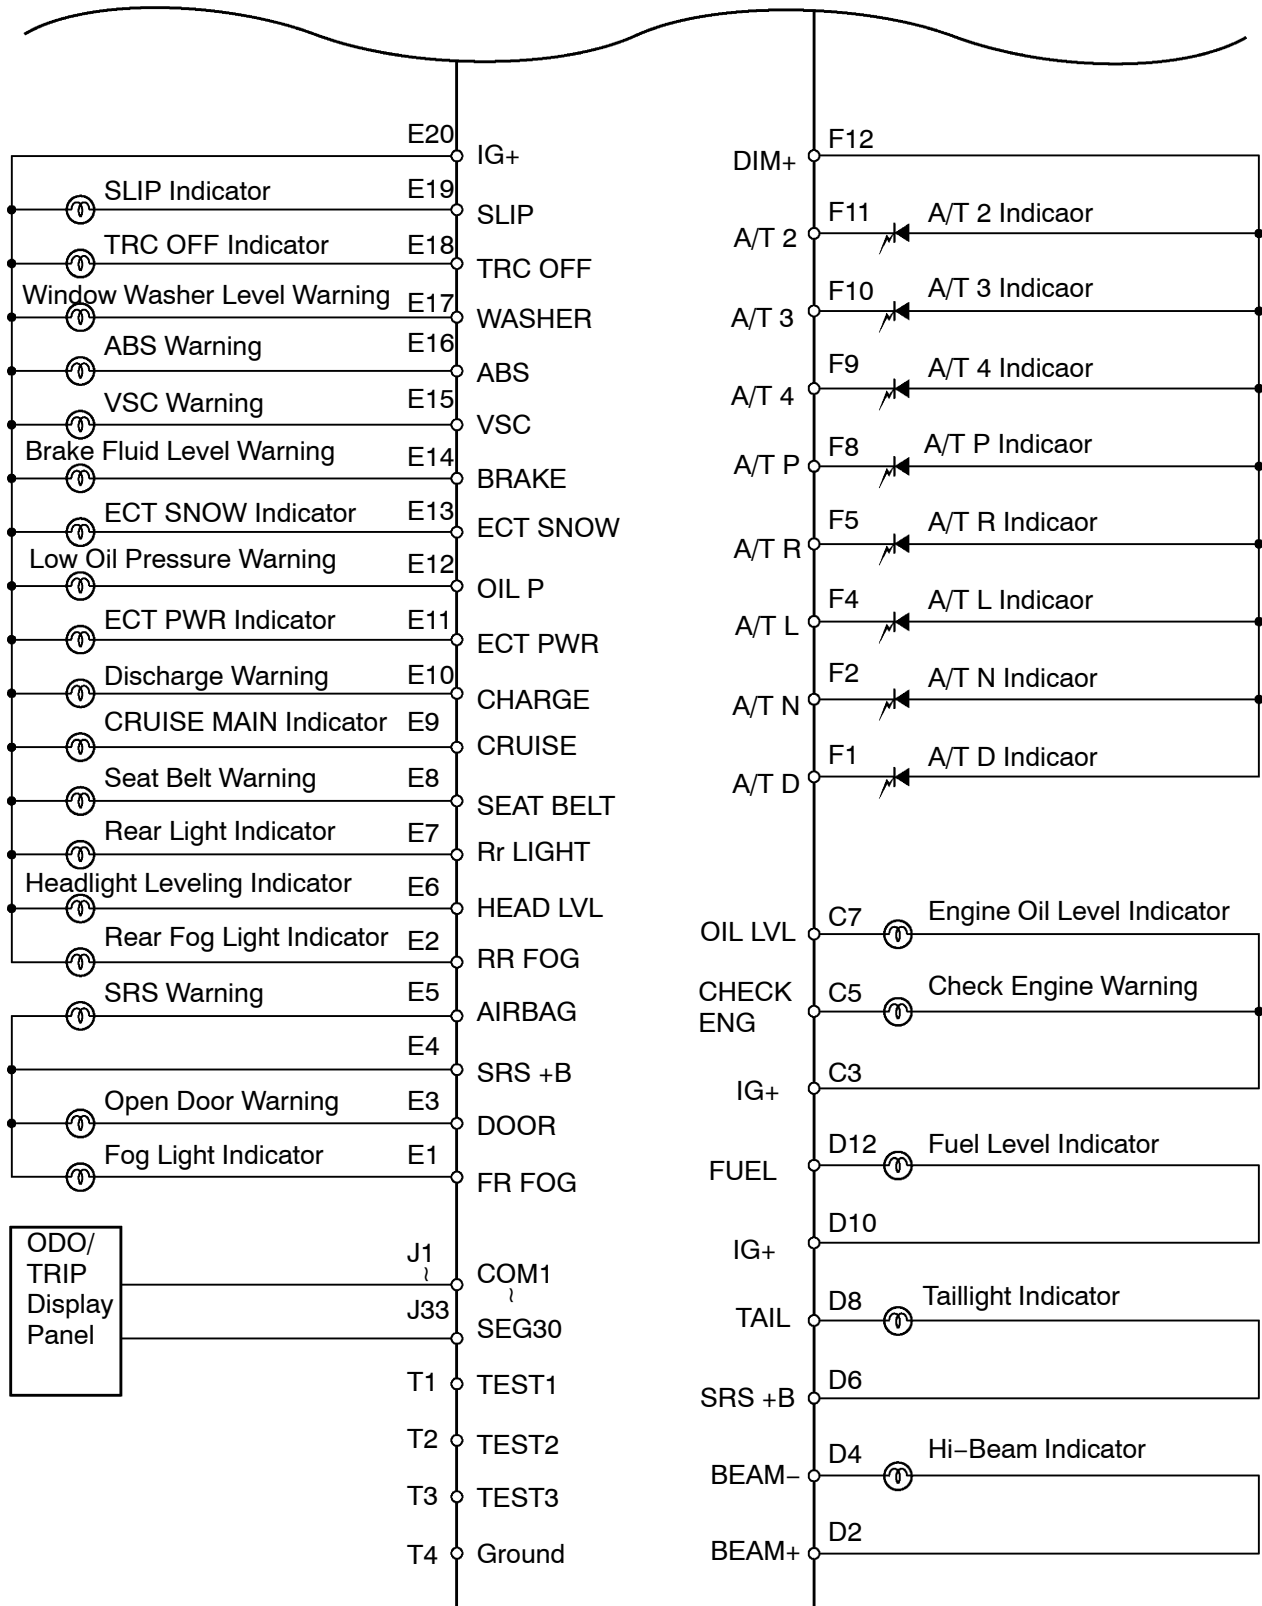 E20
IG+
SLIP Indicator
E19
SLIP
TRC OFF Indicator
E18
TRC OFF
Window Washer Level Warning
E17
WASHER
ABS Warning
E16
ABS
VSC Warning
E15
VSC
Brake Fluid Level Warning
E14
BRAKE
ECT SNOW Indicator
E13
ECT SNOW
Low Oil Pressure Warning
E12
OIL P
ECT PWR Indicator
E11
ECT PWR
Discharge Warning
E10
CHARGE
CRUISE MAIN Indicator
E9
CRUISE
Seat Belt Warning
E8
SEAT BELT
Rear Light Indicator
E7
Rr LIGHT
Headlight Leveling Indicator
E6
HEAD LVL
Rear Fog Light Indicator
E2
RR FOG
SRS Warning
E5
AIRBAG
E4
SRS +B
Open Door Warning
E3
DOOR
Fog Light Indicator
E1
FR FOG
ODO/
TRIP
Display
Panel
J1
~
J33
COM1
~
SEG30
T1
TEST1
T2
TEST2
T3
TEST3
T4
Ground
DIM+
F12
A/T 2
F11
A/T 2 Indicaor
A/T 3
F10
A/T 3 Indicaor
A/T 4
F9
A/T 4 Indicaor
A/T P
F8
A/T P Indicaor
A/T R
F5
A/T R Indicaor
A/T L
F4
A/T L Indicaor
A/T N
F2
A/T N Indicaor
A/T D
F1
A/T D Indicaor
OIL LVL
C7
Engine Oil Level Indicator
CHECK
ENG
C5
Check Engine Warning
IG+
C3
FUEL
D12
Fuel Level Indicator
IG+
D10
TAIL
D8
Taillight Indicator
SRS +B
D6
BEAM−
D4
Hi−Beam Indicator
BEAM+
D2